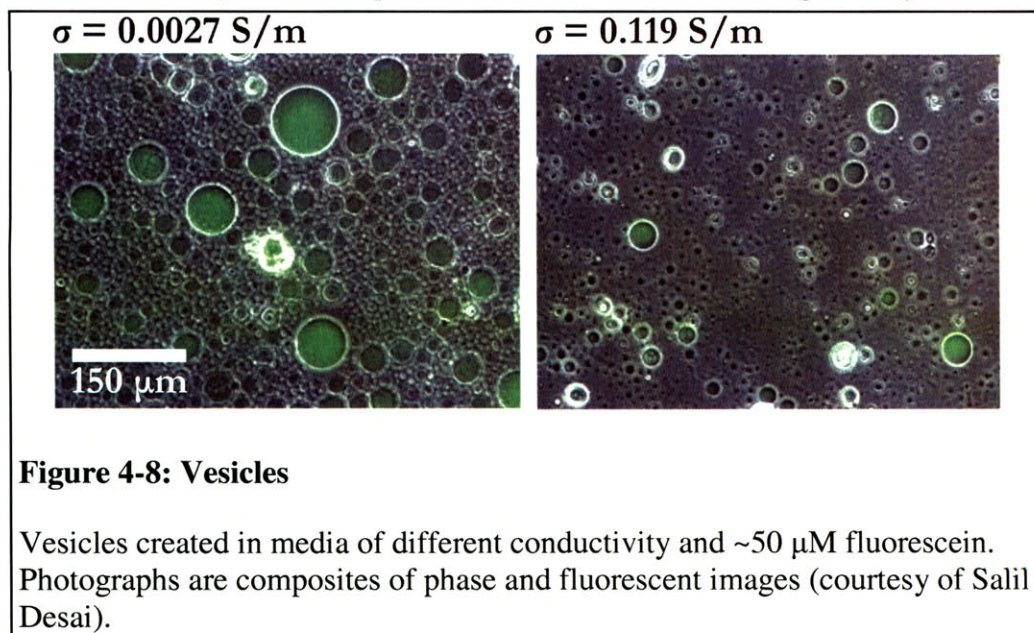 σ = 0.0027 S/m
σ = 0.119 S/m
150 μm
Figure 4-8: Vesicles
Vesicles created in media of different conductivity and ~50 μM fluorescein.
Photographs are composites of phase and fluorescent images (courtesy of Salil
Desai).